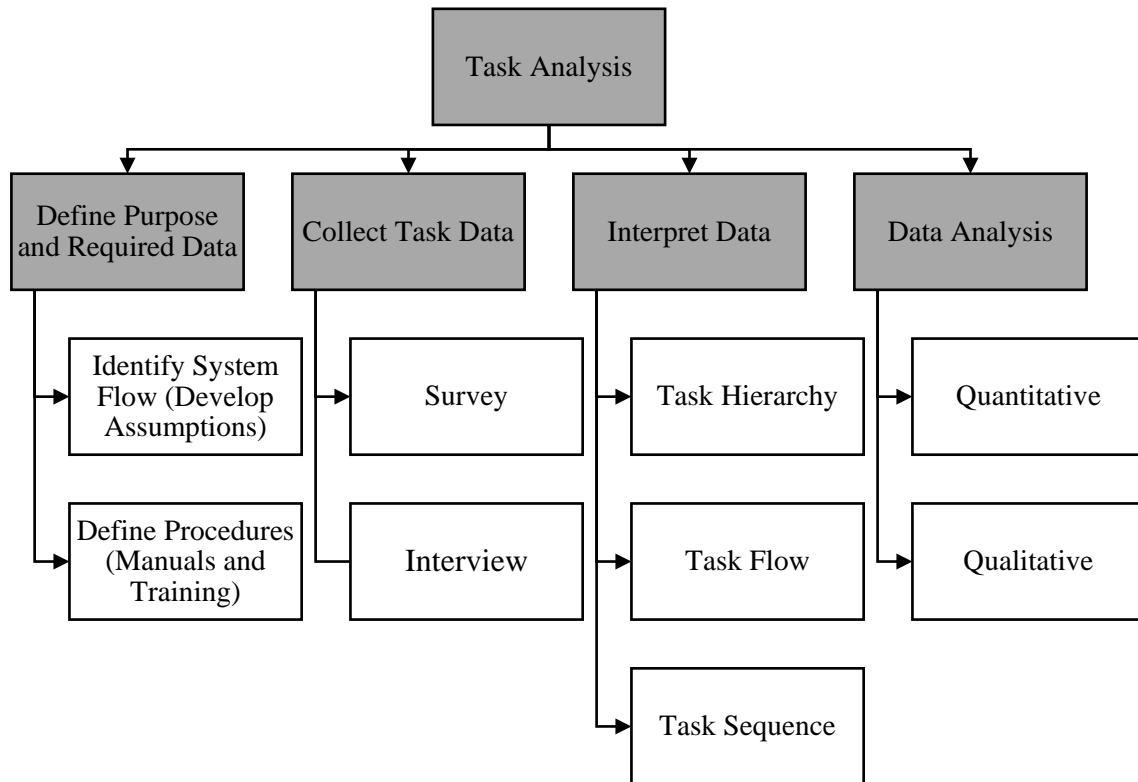 Task Analysis
Define Purpose
and Required Data
Collect Task Data
Interpret Data
Data Analysis
Identify System
Flow (Develop
Assumptions)
Survey
Task Hierarchy
Quantitative
Define Procedures
(Manuals and
Training)
Interview
Task Flow
Qualitative
Task Sequence